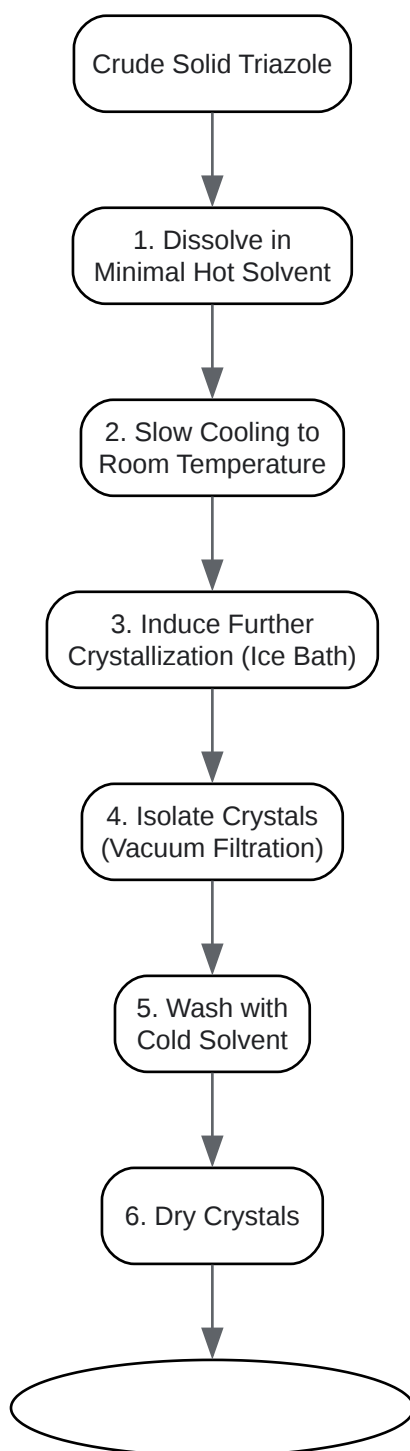 Crude Solid Triazole
1. Dissolve in
Minimal Hot Solvent
2. Slow Cooling to
Room Temperature
3. Induce Further
Crystallization (Ice Bath)
4. Isolate Crystals
(Vacuum Filtration)
5. Wash with
Cold Solvent
6. Dry Crystals